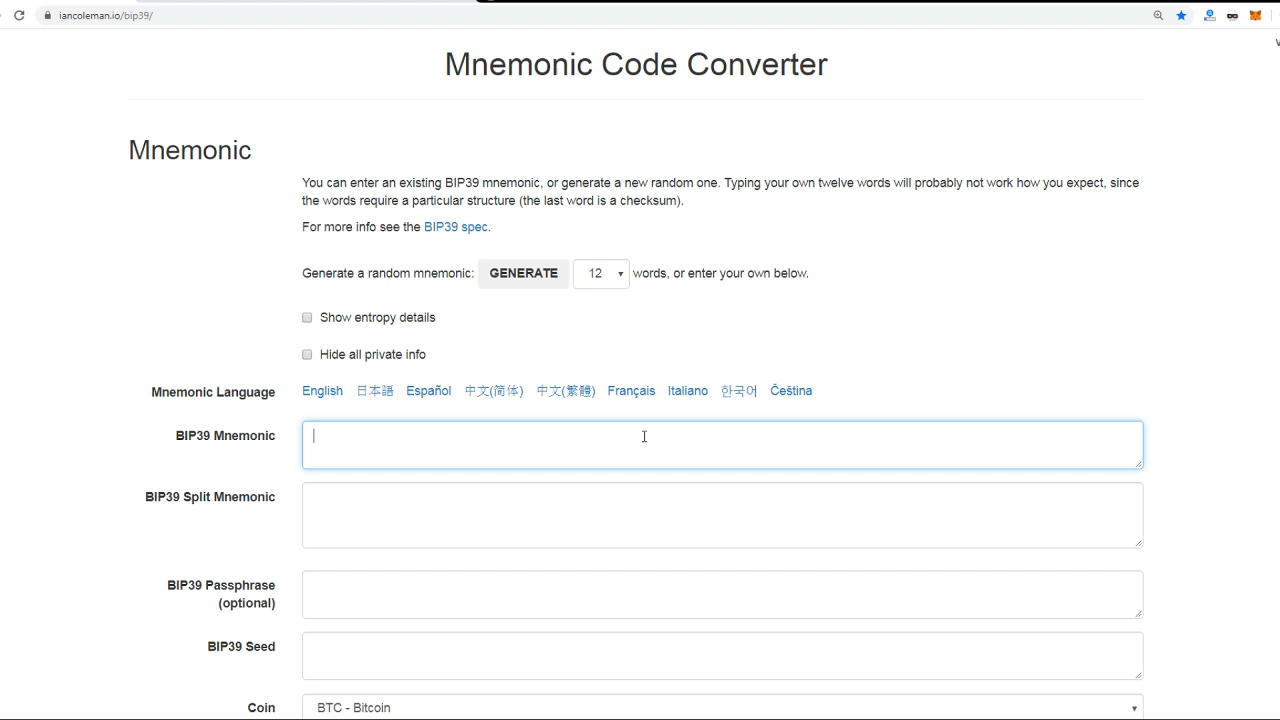 iancoleman.io/bip39/
Mnemonic Code Converter
Mnemonic
You can enter an existing BIP39 mnemonic, or generate a new random one. Typing your own twelve words will probably not work how you expect, since
the words require a particular structure (the last word is a checksum).
For more info see the BIP39 spec.
Generate a random mnemonic: GENERATE 12 words, or enter your own below.
Show entropy details
Hide all private info
Mnemonic Language English 日本語 Español 中文(简体) 中文(繁體) Français Italiano 한국어 Čeština
BIP39 Mnemonic
BIP39 Split Mnemonic
BIP39 Passphrase
(optional)
BIP39 Seed
Coin BTC - Bitcoin